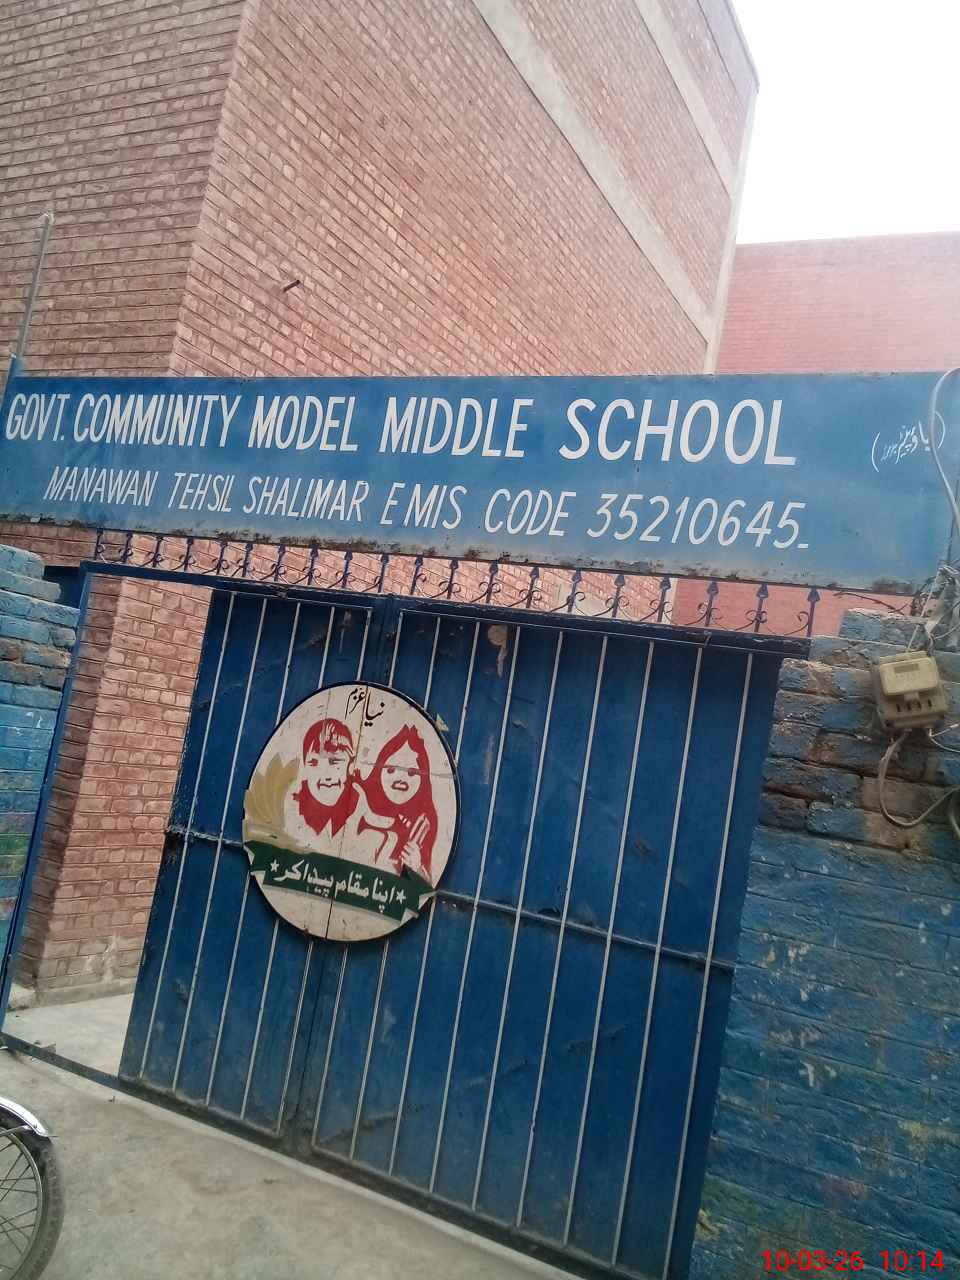 GOVT. COMMUNITY MODEL MIDDLE SCHOOL
MANAWAN TEHSIL SHALIMAR EMIS CODE 35210645
نیا عزم
اپنا مقام پیدا کر
10-03-26 10:14